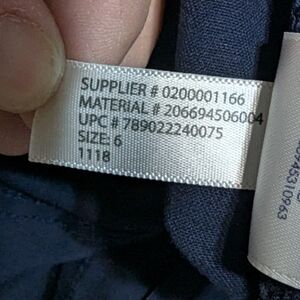 SUPPLIER # 0200001166
MATERIAL # 206694506004
UPC # 789022240075
SIZE: 6
1118